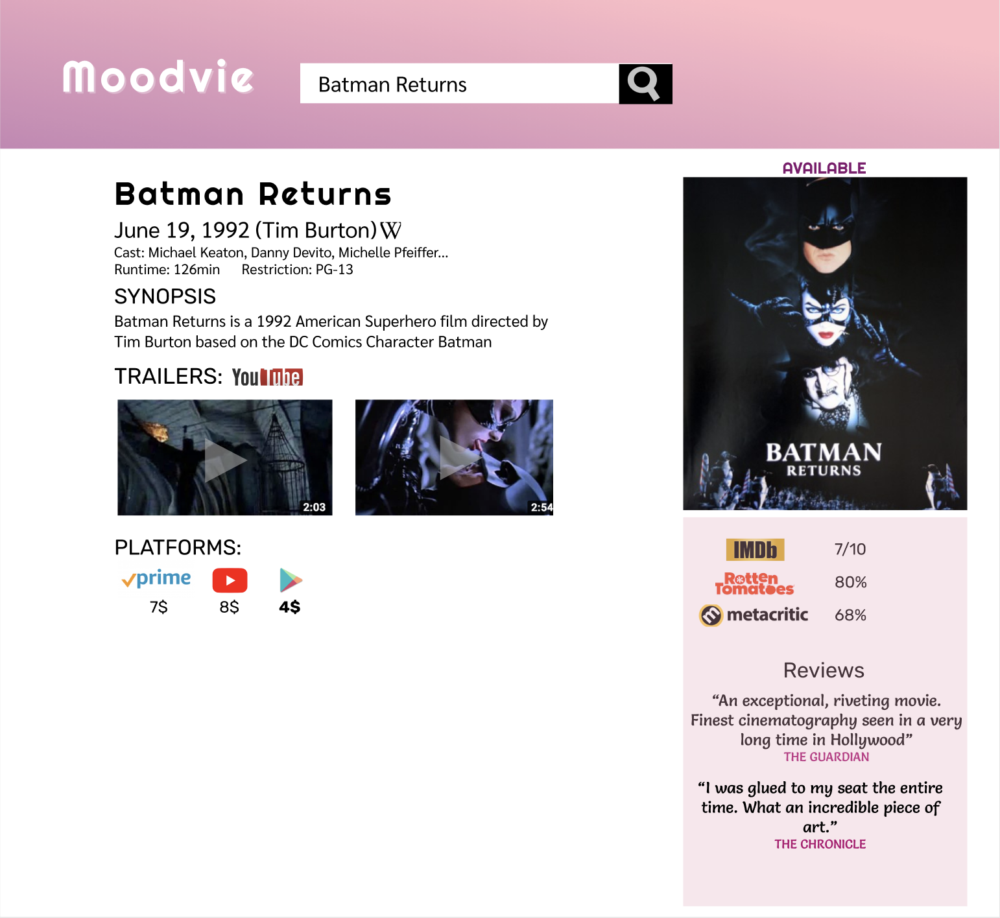 Moodvie
Batman Returns
AVAILABLE
Batman Returns
June 19, 1992 (Tim Burton) W
Cast: Michael Keaton, Danny Devito, Michelle Pfeiffer...
Runtime: 126min Restriction: PG-13
SYNOPSIS
Batman Returns is a 1992 American Superhero film directed by
Tim Burton based on the DC Comics Character Batman
TRAILERS: YouTube
2:03
2:54
PLATFORMS:
prime
7$ 8$ 4$
BATMAN
RETURNS
IMDb 7/10
Rotten
Tomatoes 80%
m metacritic 68%
Reviews
“An exceptional, riveting movie.
Finest cinematography seen in a very
long time in Hollywood”
THE GUARDIAN
“I was glued to my seat the entire
time. What an incredible piece of
art.”
THE CHRONICLE